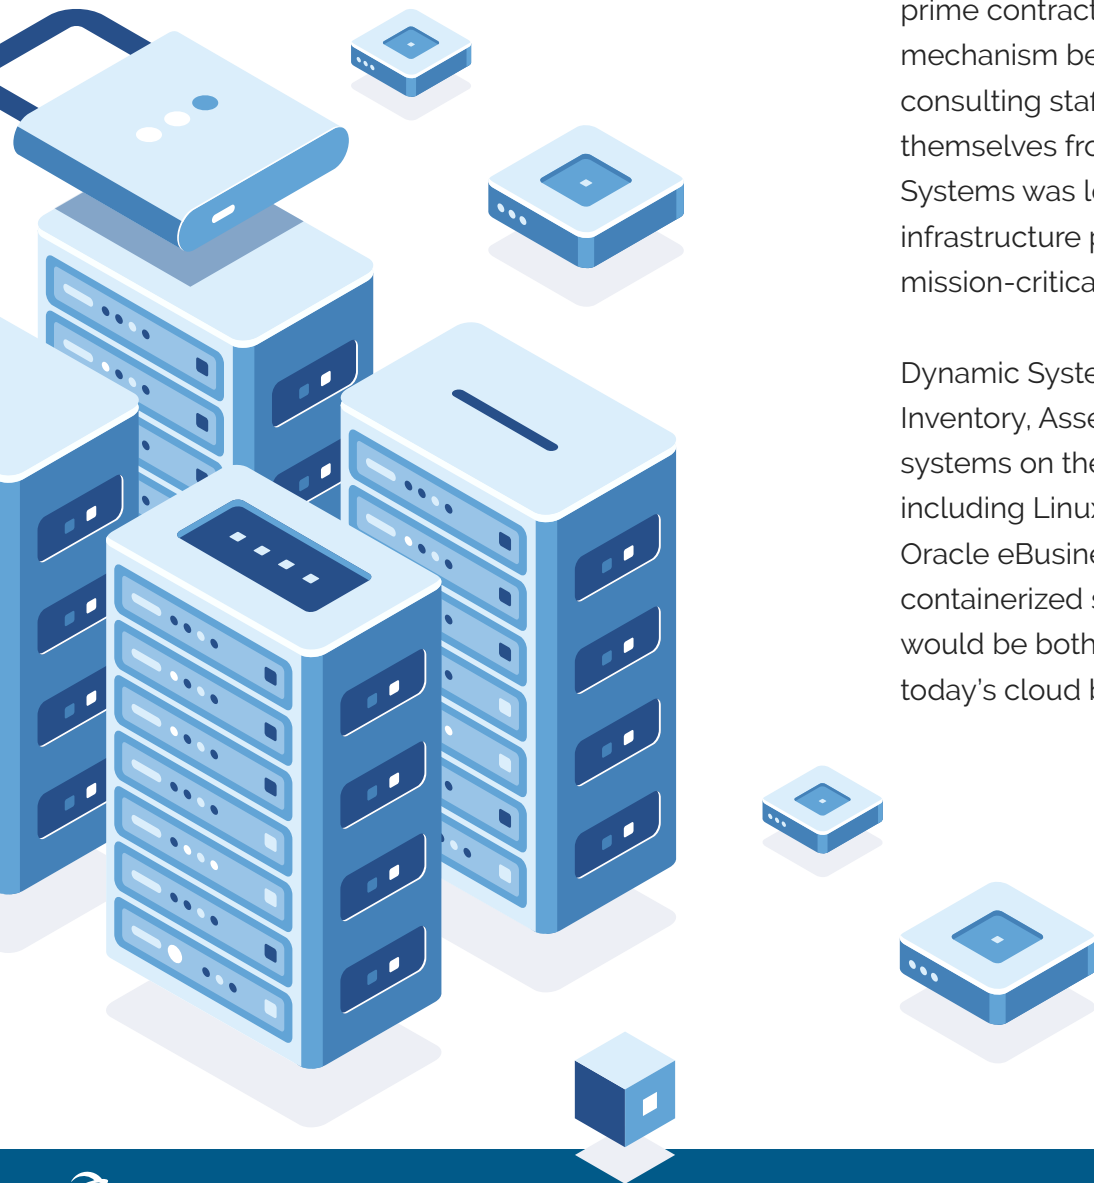 prime contract
mechanism be
consulting staf
themselves fro
Systems was l
infrastructure
mission-critica
Dynamic Syste
Inventory, Asse
systems on the
including Linux
Oracle eBusine
containerized
would be both
today's cloud